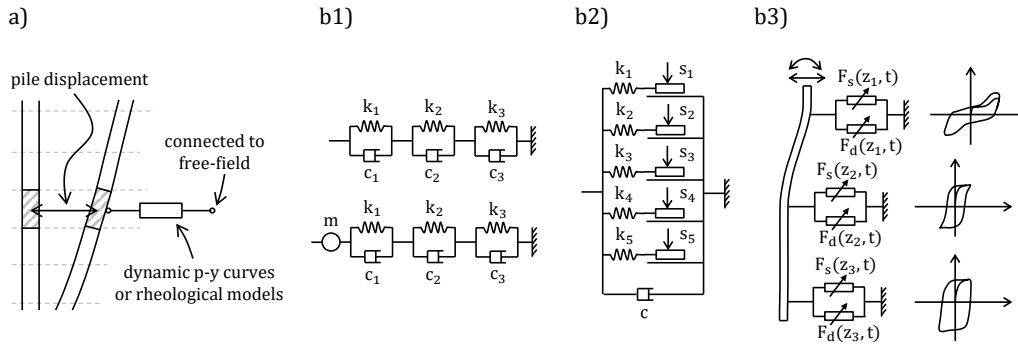 a)
pile displacement
connected to
free-field
dynamic p-y curves
or rheological models
b1)
k1 k2 k3
c1 c2 c3
m
k1 k2 k3
c1 c2 c3
b2)
k1 s1
k2 s2
k3 s3
k4 s4
k5 s5
c
b3)
Fs(z1, t)
Fd(z1, t)
Fs(z2, t)
Fd(z2, t)
Fs(z3, t)
Fd(z3, t)